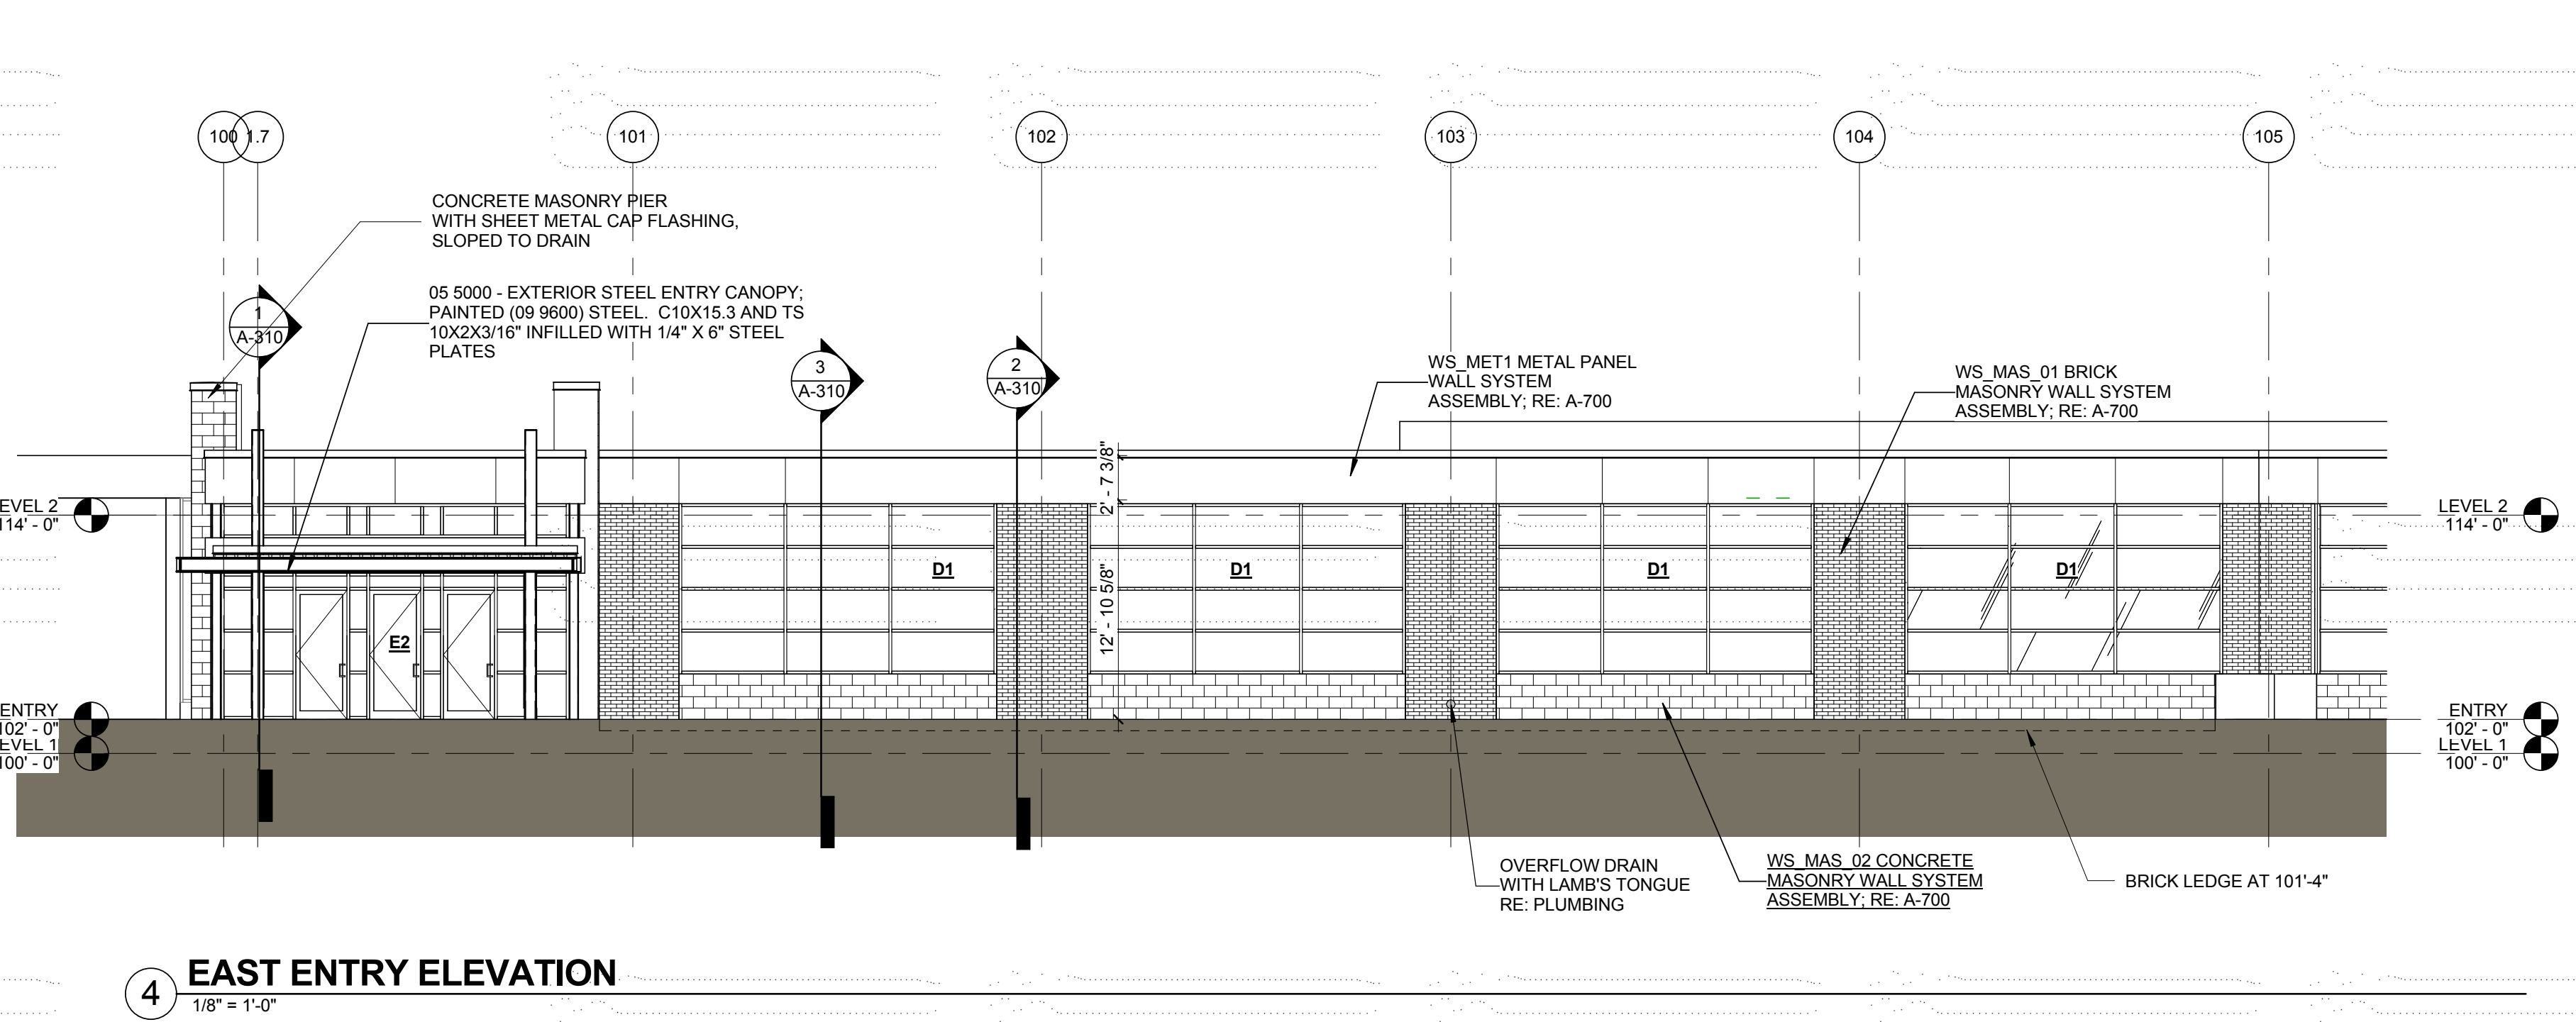 100
1.7
101
102
103
104
105
CONCRETE MASONRY PIER
WITH SHEET METAL CAP FLASHING,
SLOPED TO DRAIN
05 5000 - EXTERIOR STEEL ENTRY CANOPY;
PAINTED (09 9600) STEEL. C10X15.3 AND TS
10X2X3/16" INFILLED WITH 1/4" X 6" STEEL
PLATES
1
A-310
3
A-310
2
A-310
WS_MET1 METAL PANEL
WALL SYSTEM
ASSEMBLY; RE: A-700
WS_MAS_01 BRICK
MASONRY WALL SYSTEM
ASSEMBLY; RE: A-700
2' - 7 3/8"
12' - 10 5/8"
EVEL 2
114' - 0"
LEVEL 2
114' - 0"
D1
D1
D1
D1
E2
ENTRY
102' - 0"
EVEL 1
100' - 0"
ENTRY
102' - 0"
LEVEL 1
100' - 0"
OVERFLOW DRAIN
WITH LAMB'S TONGUE
RE: PLUMBING
WS_MAS_02 CONCRETE
MASONRY WALL SYSTEM
ASSEMBLY; RE: A-700
BRICK LEDGE AT 101'-4"
4
EAST ENTRY ELEVATION
1/8" = 1'-0"